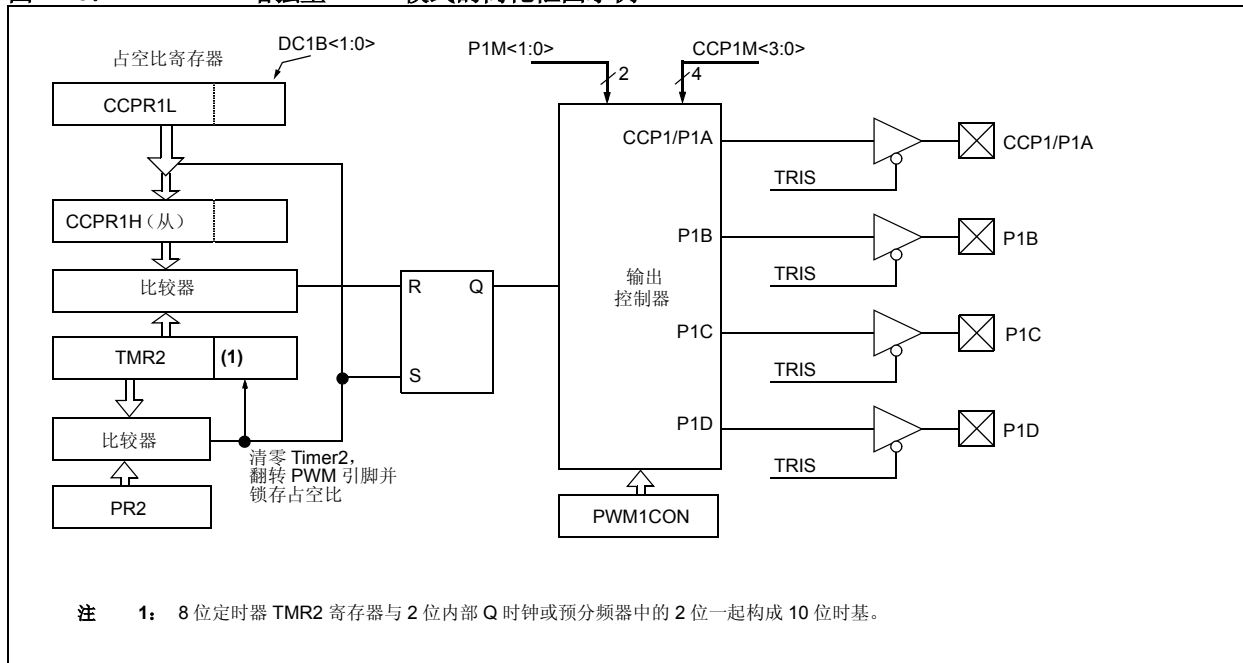 DC1B<1:0>
P1M<1:0>
CCP1M<3:0>
占空比寄存器
2
4
CCPR1L
CCP1/P1A
CCP1/P1A
TRIS
CCPR1H（从）
P1B
P1B
比较器
R
Q
输出
控制器
TRIS
TMR2
(1)
P1C
P1C
S
TRIS
比较器
P1D
P1D
清零 Timer2，
翻转 PWM 引脚并
锁存占空比
TRIS
PR2
PWM1CON
注 1： 8 位定时器 TMR2 寄存器与 2 位内部 Q 时钟或预分频器中的 2 位一起构成 10 位时基。